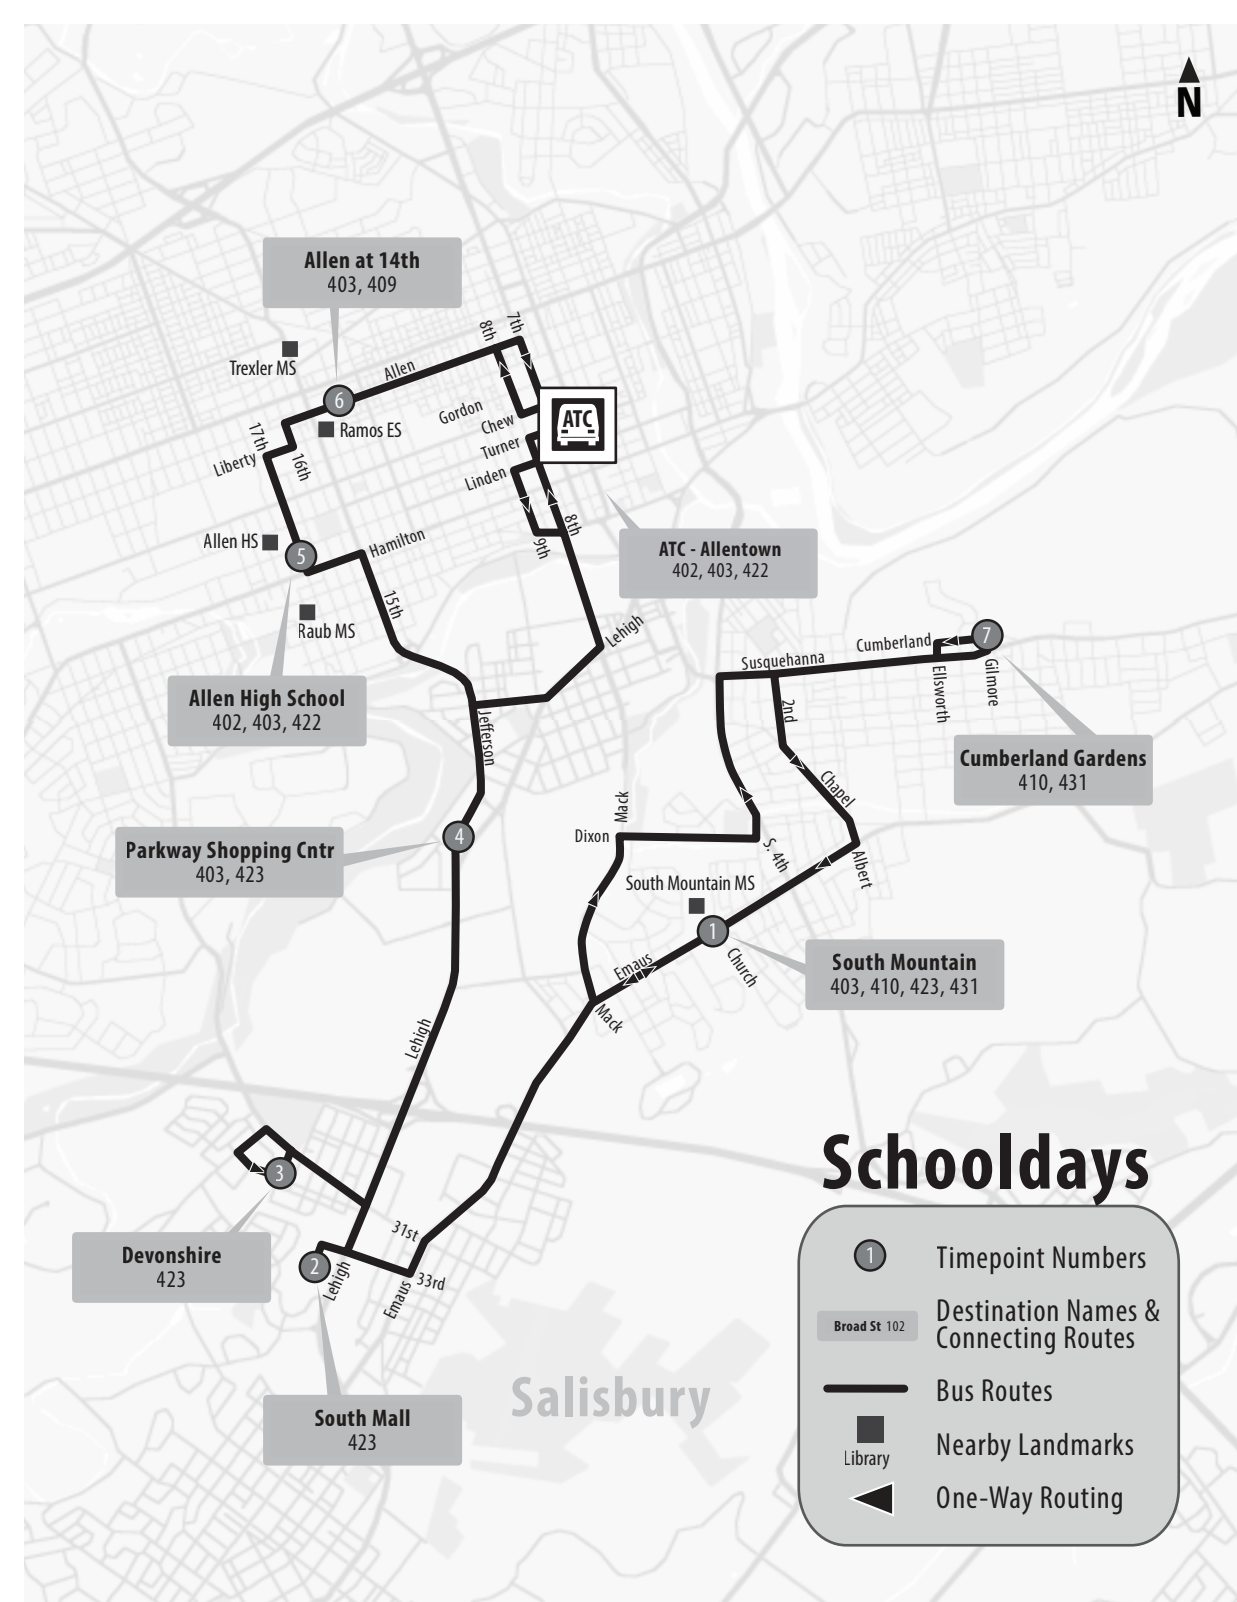 N
Allen at 14th
403, 409
8th
7th
Trexler MS
Allen
6
Gordon
Chew
ATC
Ramos ES
17th
16th
Liberty
Turner
Linden
Allen HS
5
Hamilton
8th
9th
ATC - Allentown
402, 403, 422
15th
Raub MS
Lehigh
Cumberland
7
Susquehanna
Ellsworth
Gilmore
2nd
Allen High School
402, 403, 422
Jefferson
Cumberland Gardens
410, 431
Chapel
Mack
Dixon
4
Parkway Shopping Cntr
403, 423
S. 4th
Albert
South Mountain MS
1
Church
Emaus
South Mountain
403, 410, 423, 431
Mack
Lehigh
3
Devonshire
423
31st
2
Lehigh
33rd
Emaus
South Mall
423
Salisbury
Schooldays
1
Timepoint Numbers
Broad St 102
Destination Names &
Connecting Routes
Bus Routes
Library
Nearby Landmarks
One-Way Routing